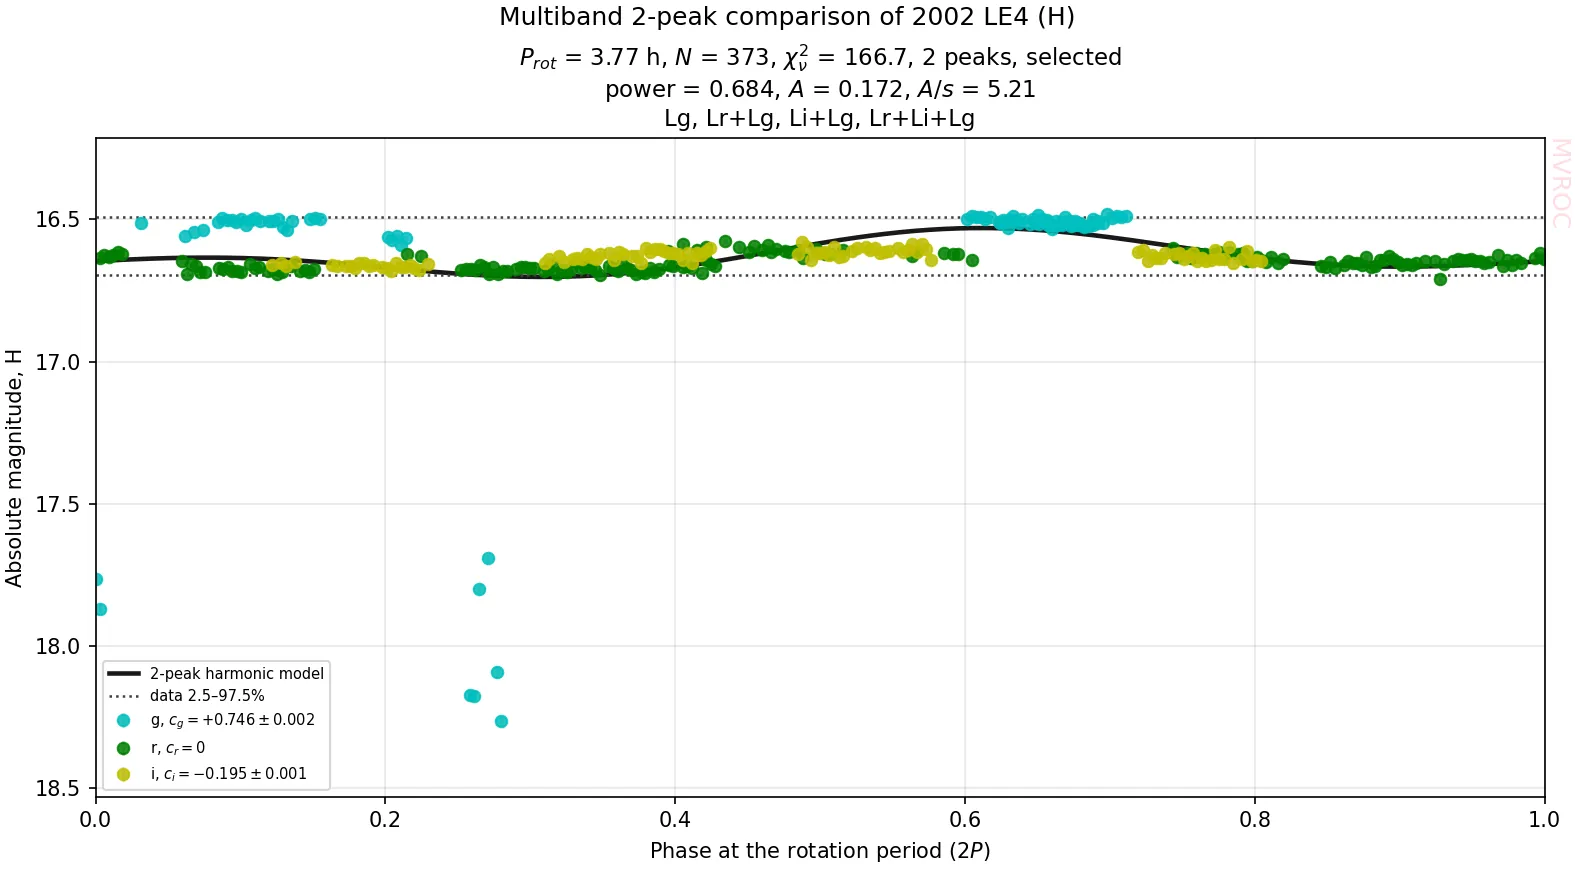 Multiband 2-peak comparison of 2002 LE4 (H)
P_rot = 3.77 h, N = 373, χ²_ν = 166.7, 2 peaks, selected
power = 0.684, A = 0.172, A/s = 5.21
Lg, Lr+Lg, Li+Lg, Lr+Li+Lg
MVROC
Absolute magnitude, H
16.5
17.0
17.5
18.0
18.5
2-peak harmonic model
data 2.5–97.5%
g, c_g = +0.746 ± 0.002
r, c_r = 0
i, c_i = −0.195 ± 0.001
0.0 0.2 0.4 0.6 0.8 1.0
Phase at the rotation period (2P)